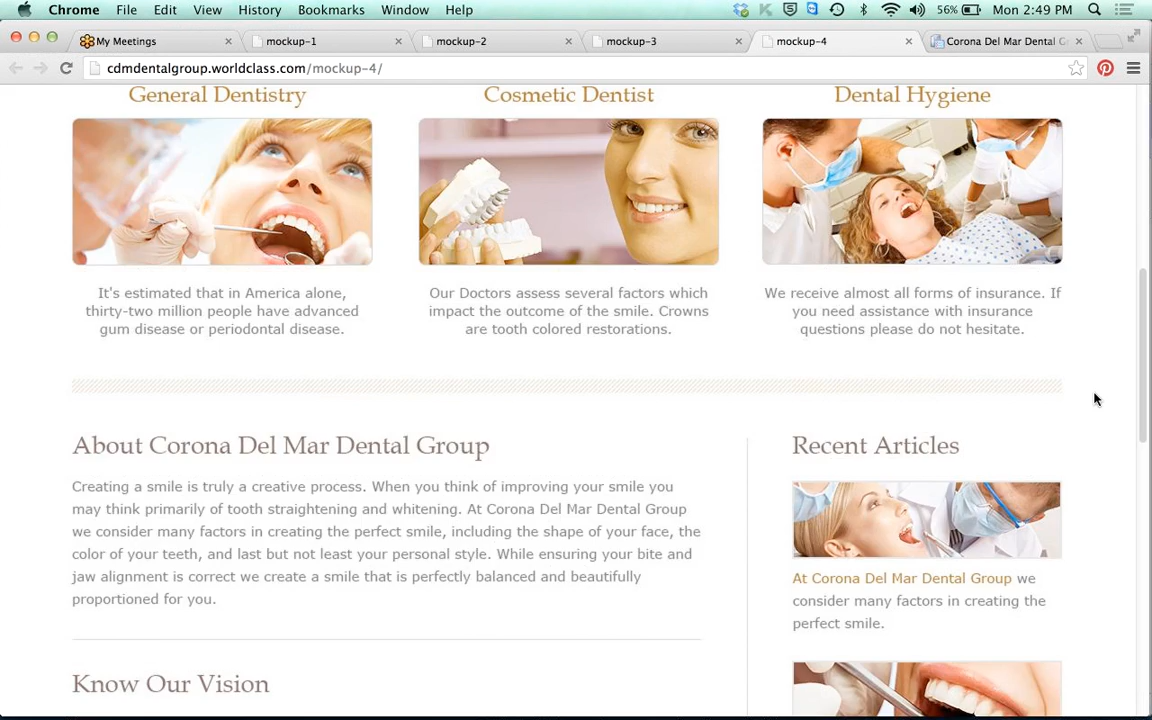 Chrome File Edit View History Bookmarks Window Help 56% Mon 2:49 PM
My Meetings mockup-1 mockup-2 mockup-3 mockup-4 Corona Del Mar Dental G
cdmdentalgroup.worldclass.com/mockup-4/
General Dentistry Cosmetic Dentist Dental Hygiene
It's estimated that in America alone,
thirty-two million people have advanced
gum disease or periodontal disease.
Our Doctors assess several factors which
impact the outcome of the smile. Crowns
are tooth colored restorations.
We receive almost all forms of insurance. If
you need assistance with insurance
questions please do not hesitate.
About Corona Del Mar Dental Group
Creating a smile is truly a creative process. When you think of improving your smile you
may think primarily of tooth straightening and whitening. At Corona Del Mar Dental Group
we consider many factors in creating the perfect smile, including the shape of your face, the
color of your teeth, and last but not least your personal style. While ensuring your bite and
jaw alignment is correct we create a smile that is perfectly balanced and beautifully
proportioned for you.
Know Our Vision
Recent Articles
At Corona Del Mar Dental Group we
consider many factors in creating the
perfect smile.